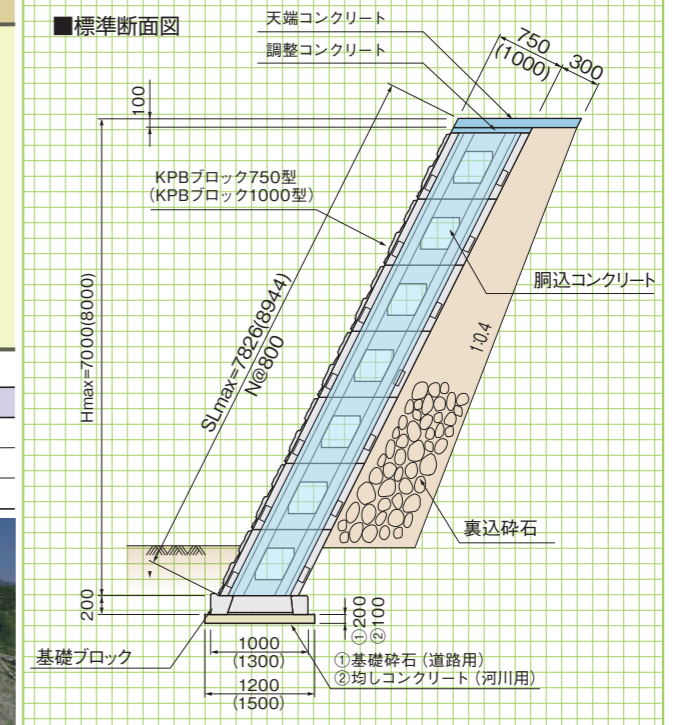 ■標準断面図
天端コンクリート
調整コンクリート
750
(1000)
300
100
KPBブロック750型
(KPBブロック1000型)
胴込コンクリート
Hmax=7000(8000)
SLmax=7826(8944)
N@800
1:0.4
裏込砕石
200
①200
②100
基礎ブロック
1000
(1300)
1200
(1500)
①基礎砕石(道路用)
②均しコンクリート(河川用)